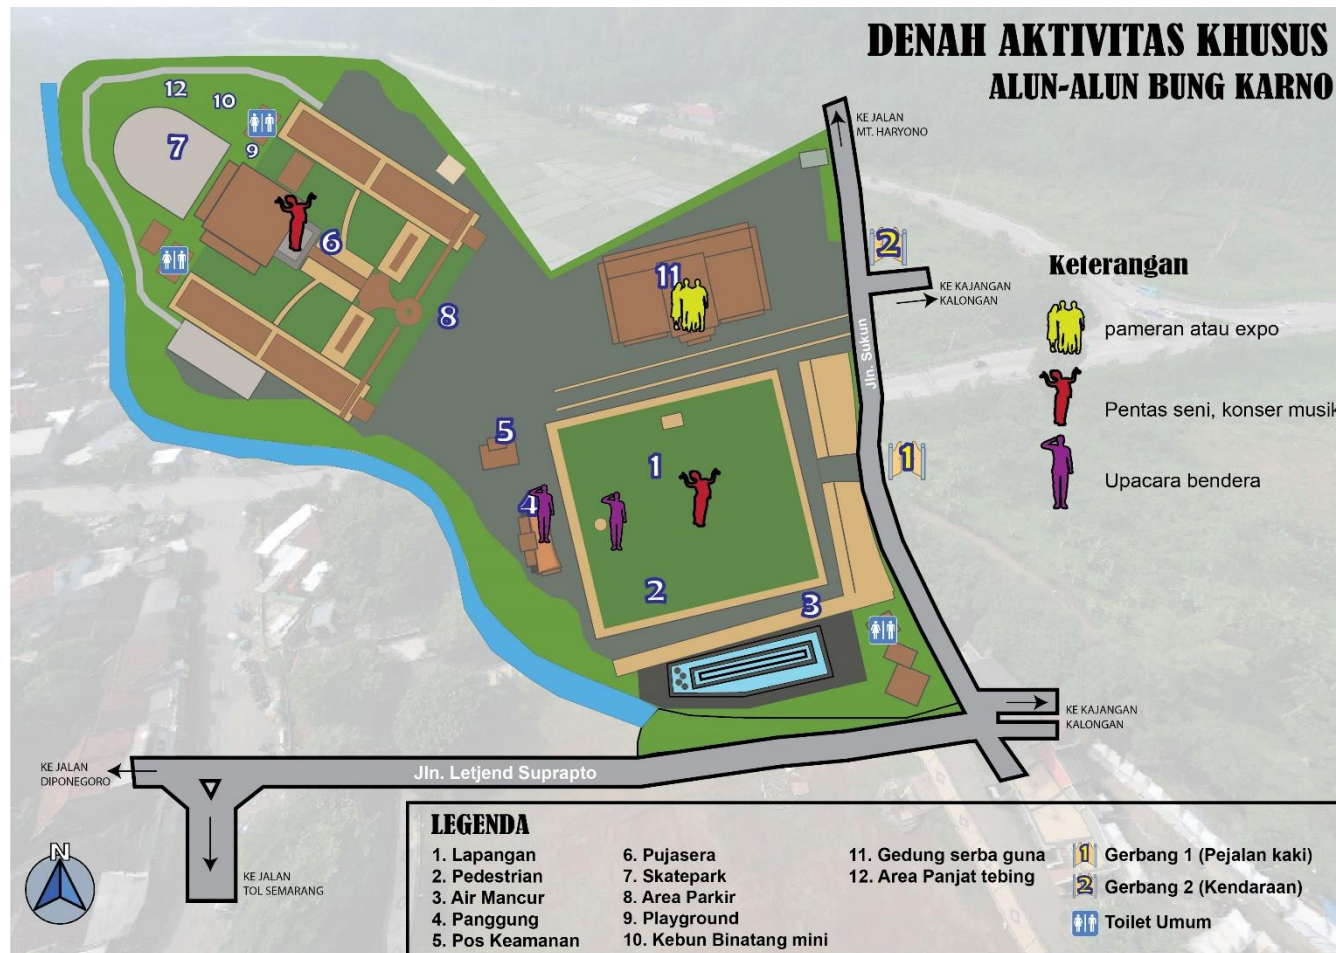 DENAH AKTIVITAS KHUSUS
ALUN-ALUN BUNG KARNO
KE JALAN
MT. HARYONO
12
10
7
9
6
8
11
2
KE KAJANGAN
KALONGAN
Jln. Sukun
Keterangan
pameran atau expo
Pentas seni, konser musik
Upacara bendera
5
1
1
4
2
3
KE KAJANGAN
KALONGAN
KE JALAN
DIPONEGORO
Jln. Letjend Suprapto
KE JALAN
TOL SEMARANG
N
LEGENDA
1. Lapangan
2. Pedestrian
3. Air Mancur
4. Panggung
5. Pos Keamanan
6. Pujasera
7. Skatepark
8. Area Parkir
9. Playground
10. Kebun Binatang mini
11. Gedung serba guna
12. Area Panjat tebing
1 Gerbang 1 (Pejalan kaki)
2 Gerbang 2 (Kendaraan)
Toilet Umum